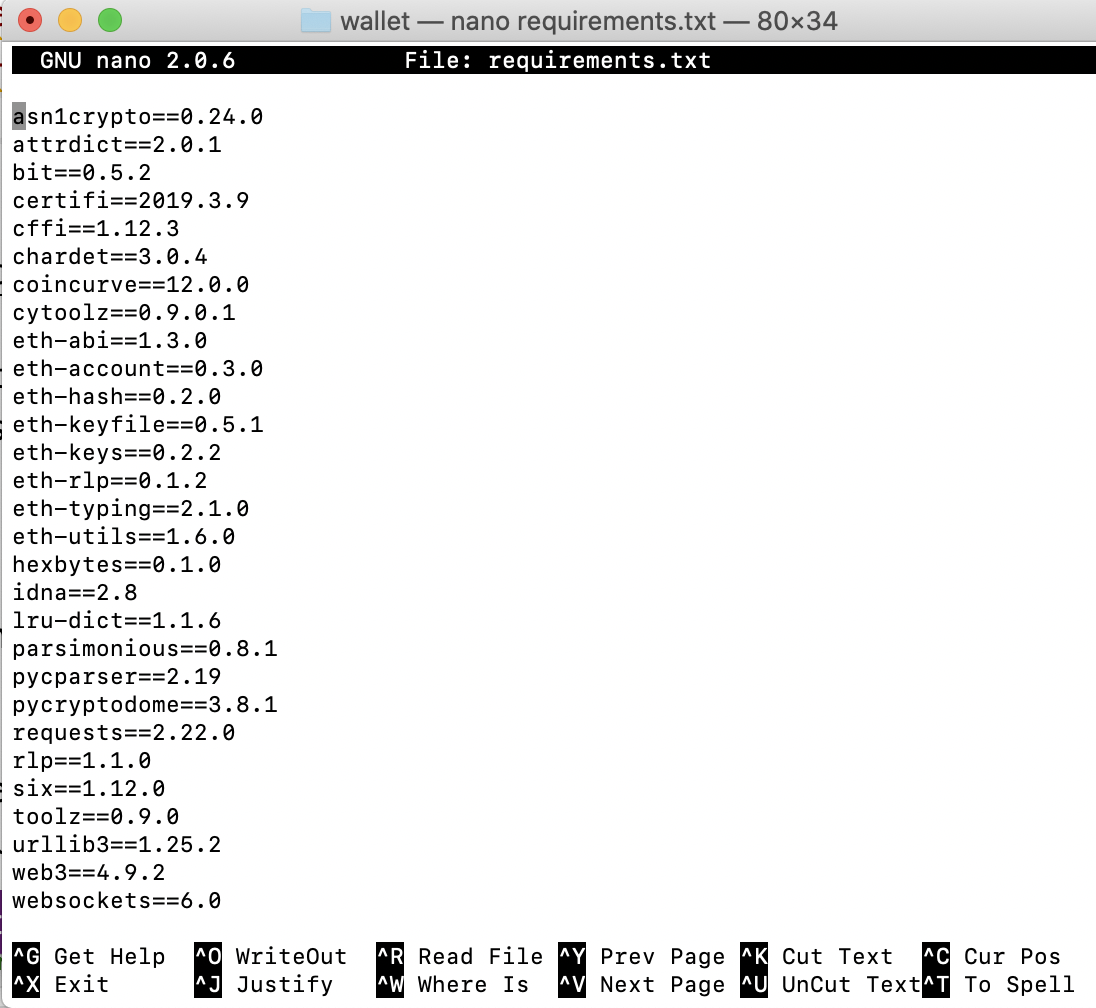 wallet — nano requirements.txt — 80×34
GNU nano 2.0.6 File: requirements.txt
asn1crypto==0.24.0
attrdict==2.0.1
bit==0.5.2
certifi==2019.3.9
cffi==1.12.3
chardet==3.0.4
coincurve==12.0.0
cytoolz==0.9.0.1
eth-abi==1.3.0
eth-account==0.3.0
eth-hash==0.2.0
eth-keyfile==0.5.1
eth-keys==0.2.2
eth-rlp==0.1.2
eth-typing==2.1.0
eth-utils==1.6.0
hexbytes==0.1.0
idna==2.8
lru-dict==1.1.6
parsimonious==0.8.1
pycparser==2.19
pycryptodome==3.8.1
requests==2.22.0
rlp==1.1.0
six==1.12.0
toolz==0.9.0
urllib3==1.25.2
web3==4.9.2
websockets==6.0
^G Get Help ^O WriteOut ^R Read File ^Y Prev Page ^K Cut Text ^C Cur Pos
^X Exit ^J Justify ^W Where Is ^V Next Page ^U UnCut Text^T To Spell